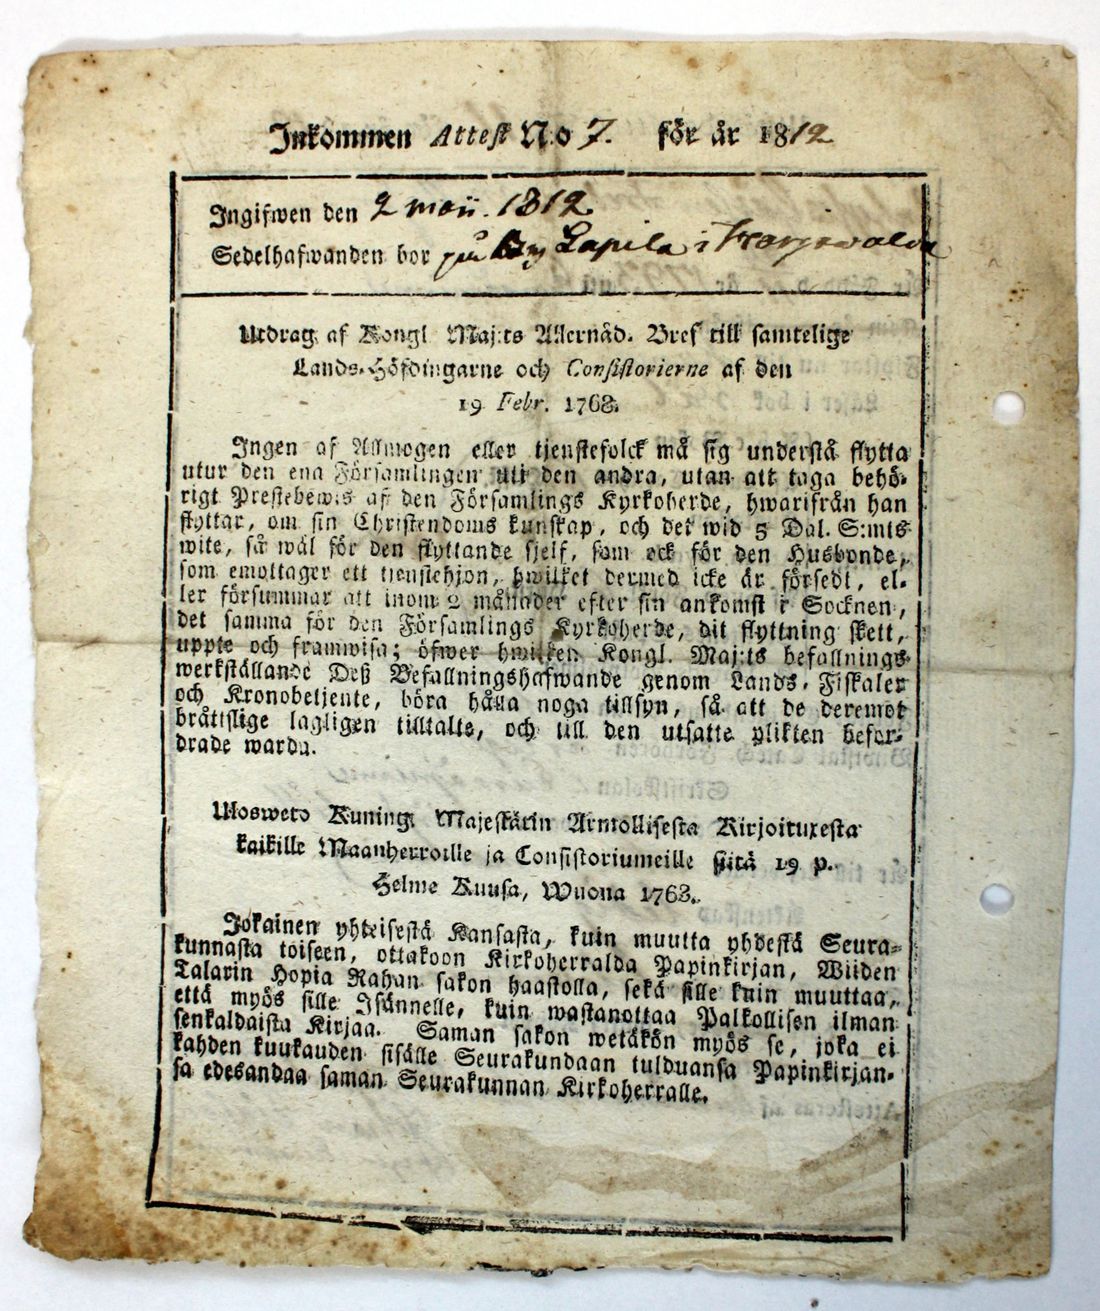 Inkommen Attest No 7. för år 1812
Ingifwen den 2 maii. 1812
Sedelhafwanden bor på Lapila i
Utdrag af Kongl Maj:ts Allernåd. Bref till samtelige
Lands-Höfdingarne och Consistorierne af den
19 Febr. 1768.
Ingen af Allmogen eller tjenstefolck må sig understå flytta
utur den ena Församlingen uti den andra, utan att taga behö-
rigt Prestebewis af den Församlings Kyrkoherde, hwarifrån han
flyttar, om sin Christendoms kunskap, och det wid 5 Dal. S:mts
wite, så wäl för den flyttande sjelf, som ock för den Husbonde,
som emottager ett tjenstehjon, hwilket dermed icke är försedt, el-
ler försummar att inom 2 månader efter sin ankomst i Socknen,
det samma för den Församlings Kyrkoherde, dit flyttning skett,
uppte och framwisa; öfwer hwilken Kongl. Maj:ts befallnings
werkställande Deß Befallningshafwande genom Lands-Fiskaler
och Kronobetjente, böra hålla noga tillsyn, så att de deremot
bråttslige lagligen tilltalte, och till den utsatte plikten befor-
drade warda.
Ulosweto Kuning. Majestätin Armollisesta Kirjoituxesta
kaikille Maanherroille ja Consistoriumeille siitä 19 p.
Helme Kuusa, Wuona 1768.
Jokainen yhteisestä Kansasta, kuin muutta yhdestä Seura-
kunnasta toiseen, ottakoon Kirkoherralda Papinkirjan, Wiiden
Talarin Hopia Rahan sakon haastolla, sekä sille kuin muuttaa,
että myös sille Isännelle, kuin wastanottaa Palkollisen ilman
senkaldaista Kirjaa. Saman sakon wetäkön myös se, joka ei
kahden kuukauden sisälle Seurakundaan tulduansa Papinkirjan-
sa edesandaa saman Seurakunnan Kirkoherralle.